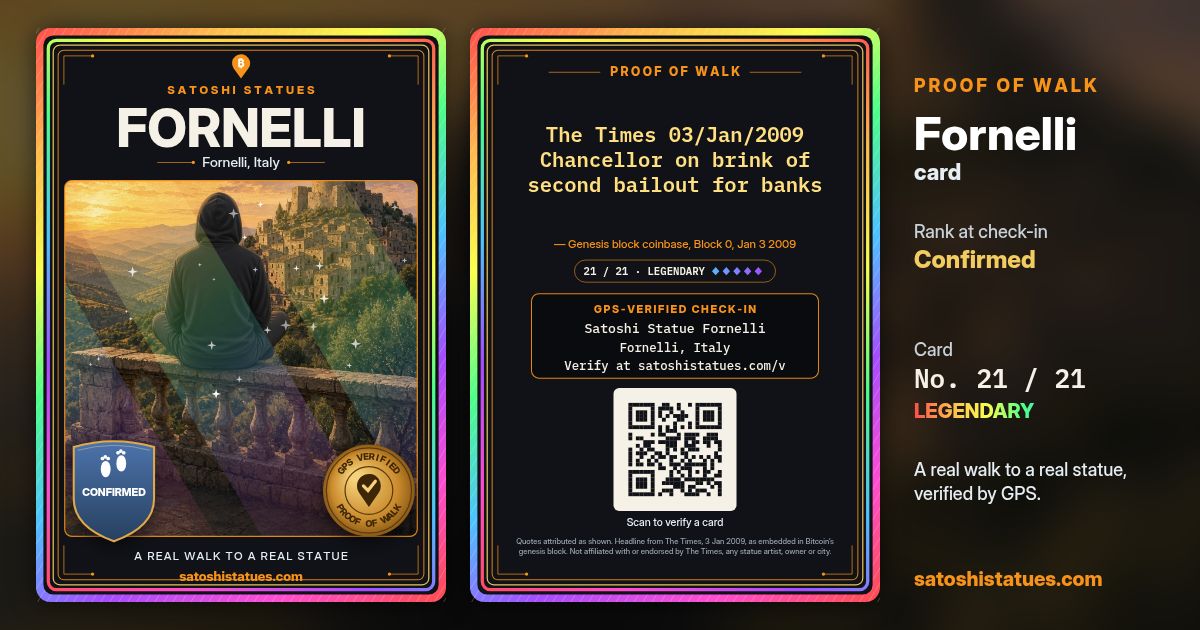 SATOSHI STATUES
FORNELLI
Fornelli, Italy
CONFIRMED
GPS VERIFIED
PROOF OF WALK
A REAL WALK TO A REAL STATUE
satoshistatues.com
PROOF OF WALK
The Times 03/Jan/2009
Chancellor on brink of
second bailout for banks
— Genesis block coinbase, Block 0, Jan 3 2009
21 / 21 · LEGENDARY
GPS-VERIFIED CHECK-IN
Satoshi Statue Fornelli
Fornelli, Italy
Verify at satoshistatues.com/v
Scan to verify a card
Quotes attributed as shown. Headline from The Times, 3 Jan 2009, as embedded in Bitcoin's
genesis block. Not affiliated with or endorsed by The Times, any statue artist, owner or city.
PROOF OF WALK
Fornelli
card
Rank at check-in
Confirmed
Card
No. 21 / 21
LEGENDARY
A real walk to a real statue,
verified by GPS.
satoshistatues.com